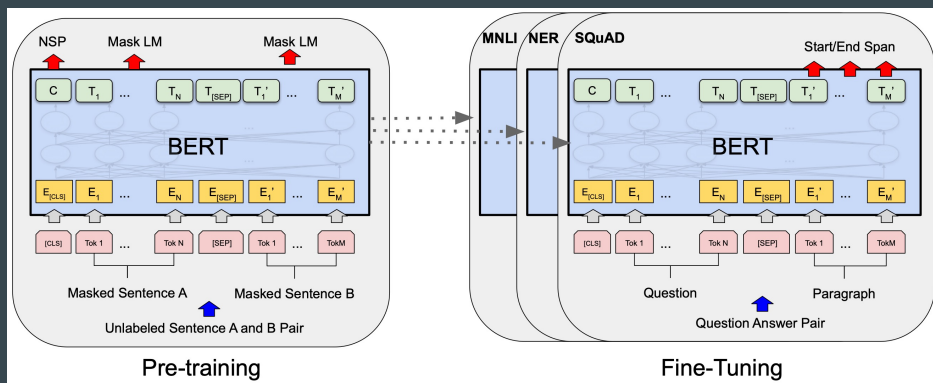 NSP Mask LM Mask LM
C T1 ... TN T[SEP] T1' ... TM'
BERT
E[CLS] E1 ... EN E[SEP] E1' ... EM'
[CLS] Tok 1 ... Tok N [SEP] Tok 1 ... TokM
Masked Sentence A Masked Sentence B
Unlabeled Sentence A and B Pair
Pre-training
MNLI NER SQuAD
Start/End Span
C T1 ... TN T[SEP] T1' ... TM'
BERT
E[CLS] E1 ... EN E[SEP] E1' ... EM'
[CLS] Tok 1 ... Tok N [SEP] Tok 1 ... TokM
Question Paragraph
Question Answer Pair
Fine-Tuning